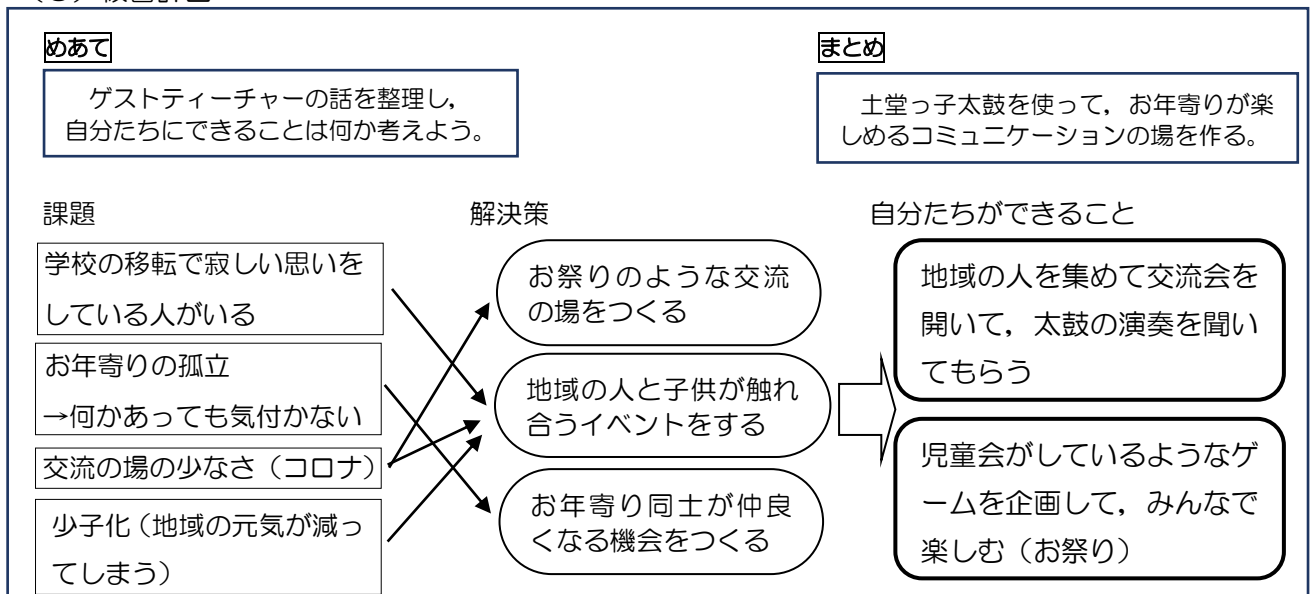 めあて
ゲストティーチャーの話を整理し，
自分たちにできることは何か考えよう。
まとめ
土堂っ子太鼓を使って，お年寄りが楽
しめるコミュニケーションの場を作る。
課題
学校の移転で寂しい思いを
している人がいる
お年寄りの孤立
→何かあっても気付かない
交流の場の少なさ（コロナ）
少子化（地域の元気が減っ
てしまう）
解決策
お祭りのような交流
の場をつくる
地域の人と子供が触れ
合うイベントをする
お年寄り同士が仲良
くなる機会をつくる
自分たちができること
地域の人を集めて交流会を
開いて，太鼓の演奏を聞い
てもらう
児童会がしているようなゲ
ームを企画して，みんなで
楽しむ（お祭り）